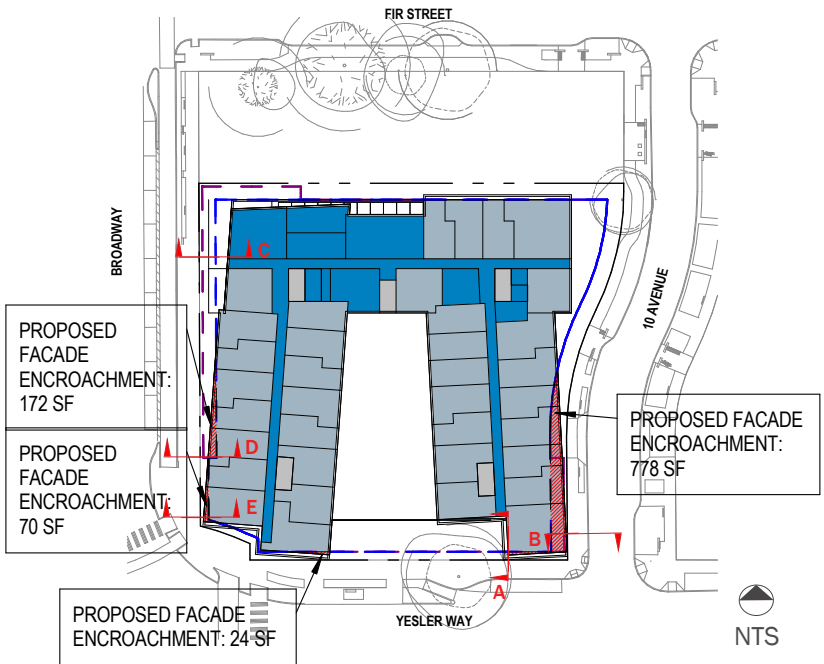 FIR STREET
BROADWAY
C
10 AVENUE
PROPOSED
FACADE
ENCROACHMENT:
172 SF
PROPOSED FACADE
ENCROACHMENT:
778 SF
D
PROPOSED
FACADE
ENCROACHMENT:
70 SF
E
B
A
PROPOSED FACADE
ENCROACHMENT: 24 SF
YESLER WAY
NTS